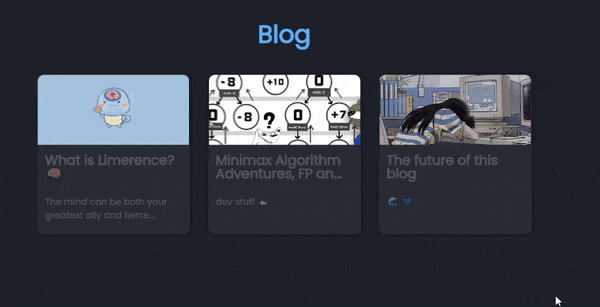 Blog
-8
+10
0
-8
?
0
+7
What is Limerence?
🧠
The mind can be both your
greatest ally and fierce...
Minimax Algorithm
Adventures, FP an...
dev stuff
The future of this
blog
🌊 💙